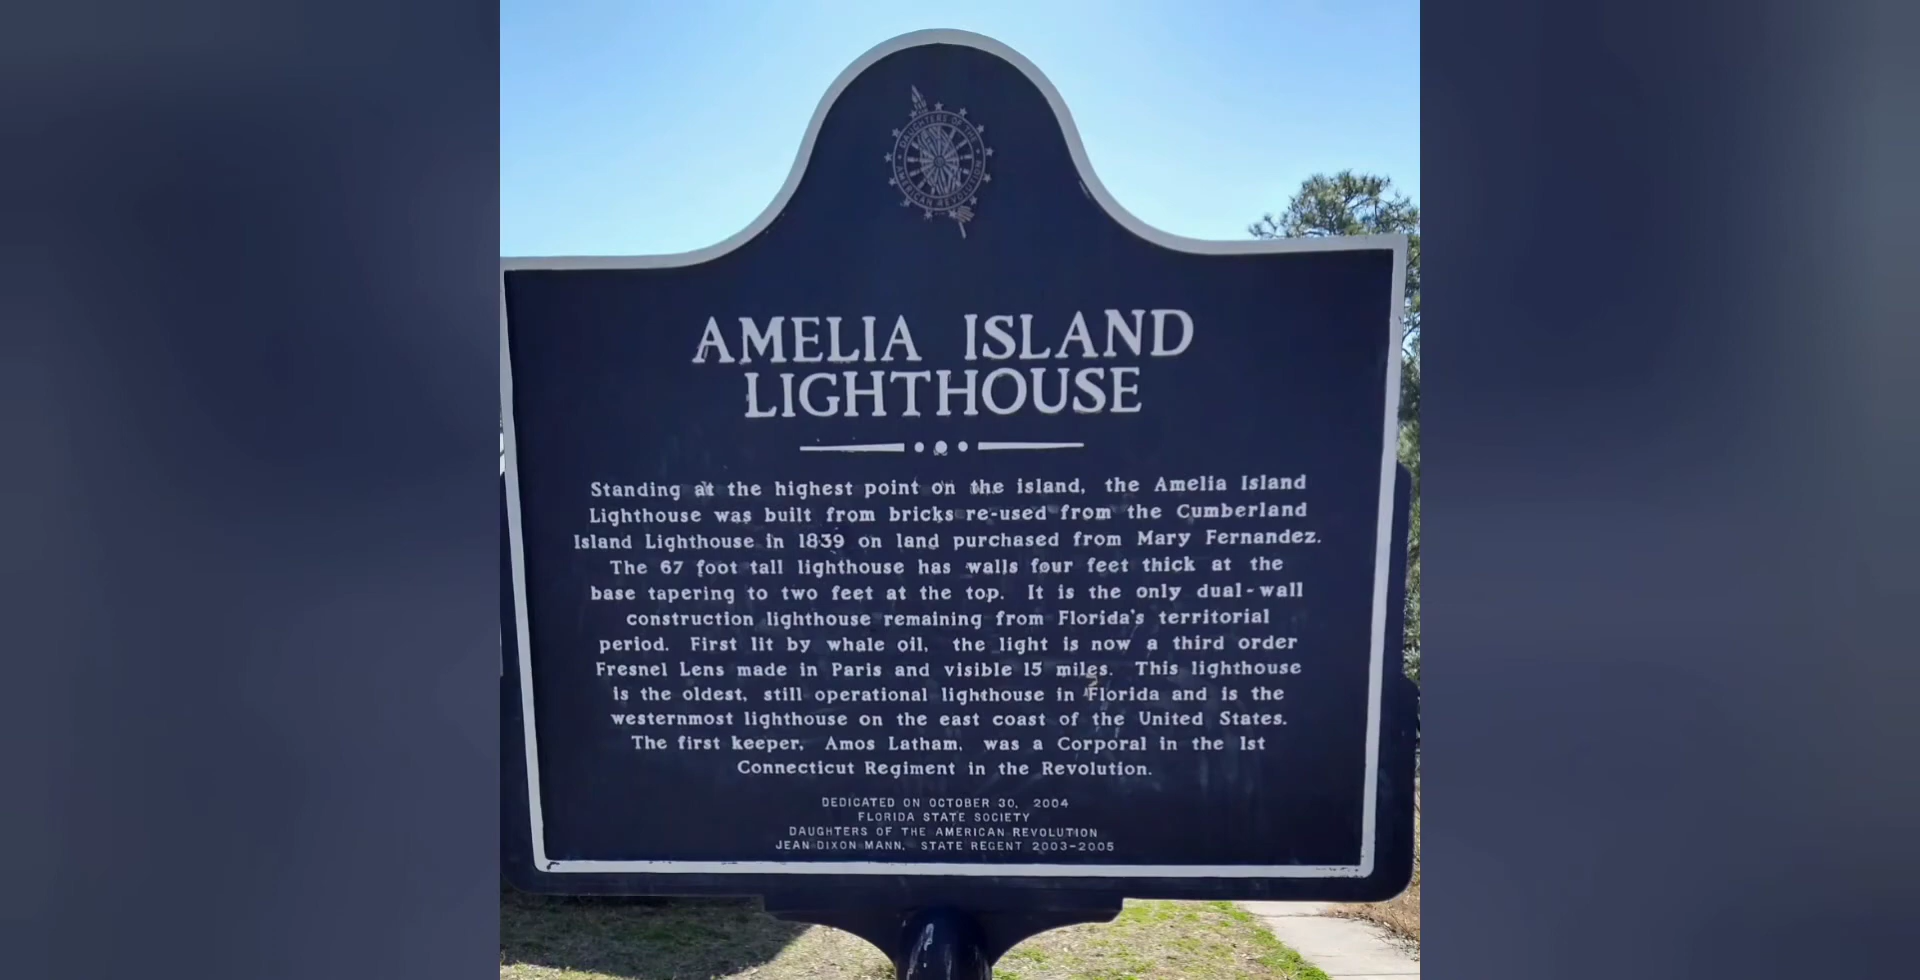 DAUGHTERS OF THE
AMERICAN REVOLUTION
AMELIA ISLAND
LIGHTHOUSE
Standing at the highest point on the island, the Amelia Island
Lighthouse was built from bricks re-used from the Cumberland
Island Lighthouse in 1839 on land purchased from Mary Fernandez.
The 67 foot tall lighthouse has walls four feet thick at the
base tapering to two feet at the top. It is the only dual-wall
construction lighthouse remaining from Florida's territorial
period. First lit by whale oil, the light is now a third order
Fresnel Lens made in Paris and visible 15 miles. This lighthouse
is the oldest, still operational lighthouse in Florida and is the
westernmost lighthouse on the east coast of the United States.
The first keeper, Amos Latham, was a Corporal in the 1st
Connecticut Regiment in the Revolution.
DEDICATED ON OCTOBER 30, 2004
FLORIDA STATE SOCIETY
DAUGHTERS OF THE AMERICAN REVOLUTION
JEAN DIXON MANN, STATE REGENT 2003-2005